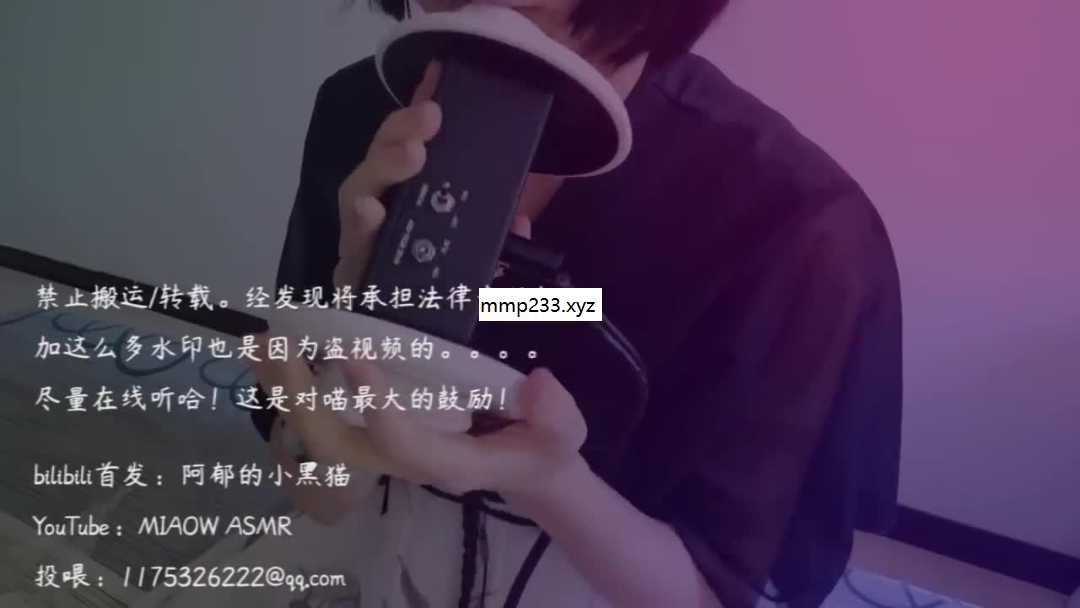 禁止搬运/转载。经发现将承担法律
mmp233.xyz
加这么多水印也是因为盗视频的。。。。
尽量在线听哈！这是对喵最大的鼓励！
bilibili首发：阿郁的小黑猫
YouTube：MIAOW ASMR
投喂：1175326222@qq.com